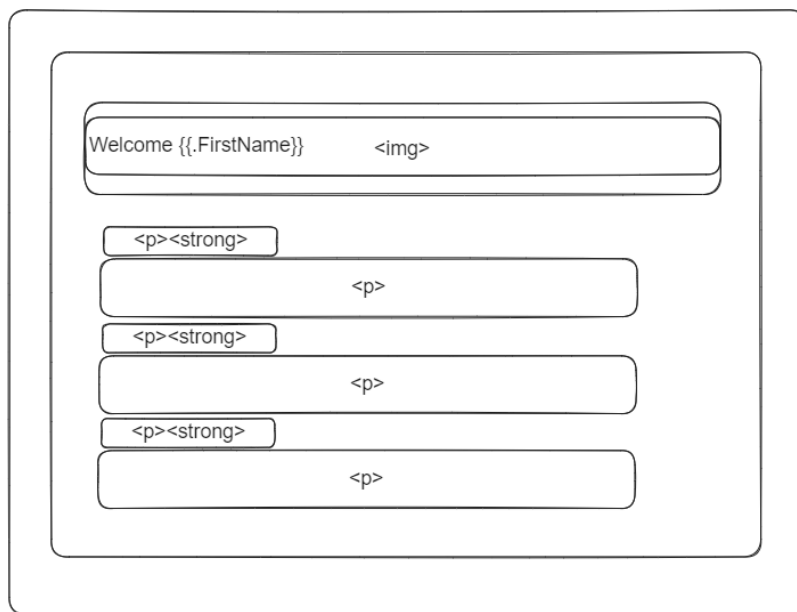 Welcome {{.FirstName}} <img>
<p><strong>
<p>
<p><strong>
<p>
<p><strong>
<p>